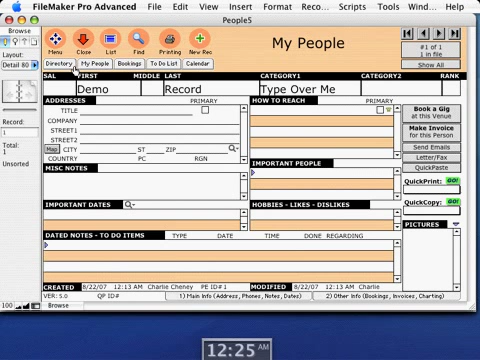 FileMaker Pro Advanced File Edit View Insert Format Reco... Scripts Tools Wind... Help
People5
Browse
Layout:
Detail 80
Record:
1
Total:
1
Unsorted
Menu Close List Find Printing New Rec
My People
#1 of 1
in file
Show All
Directory My People Bookings To Do List Calendar
SAL FIRST MIDDLE LAST CATEGORY1 CATEGORY2 RANK
Demo Record Type Over Me
ADDRESSES PRIMARY
TITLE
COMPANY
STREET1
STREET2
Map CITY ST ZIP
COUNTRY PC RGN
HOW TO REACH PRIMARY
Book a Gig
at this Venue
Make Invoice
for this Person
Send Emails
Letter/Fax
QuickPaste
MISC NOTES
IMPORTANT PEOPLE
QuickPrint: GO!
QuickCopy: GO!
IMPORTANT DATES
HOBBIES - LIKES - DISLIKES
PICTURES
DATED NOTES - TO DO ITEMS TYPE DATE TIME DONE REGARDING
CREATED 8/22/07 12:13 AM Charlie Cheney PE ID# 1 MODIFIED 8/22/07 12:13 AM Charlie
VER: 5.0 QP ID# 1) Main Info (Address, Phones, Notes, Dates) 2) Other Info (Bookings, Invoices, Charting)
100 Browse
12:25 AM